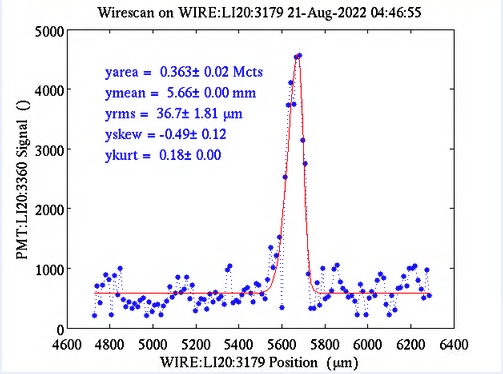 Wirescan on WIRE:LI20:3179 21-Aug-2022 04:46:55
5000
4000
3000
2000
1000
0
PMT:LI20:3360 Signal ()
yarea = 0.363± 0.02 Mcts
ymean = 5.66± 0.00 mm
yrms = 36.7± 1.81 μm
yskew = -0.49± 0.12
ykurt = 0.18± 0.00
4600 4800 5000 5200 5400 5600 5800 6000 6200 6400
WIRE:LI20:3179 Position (μm)